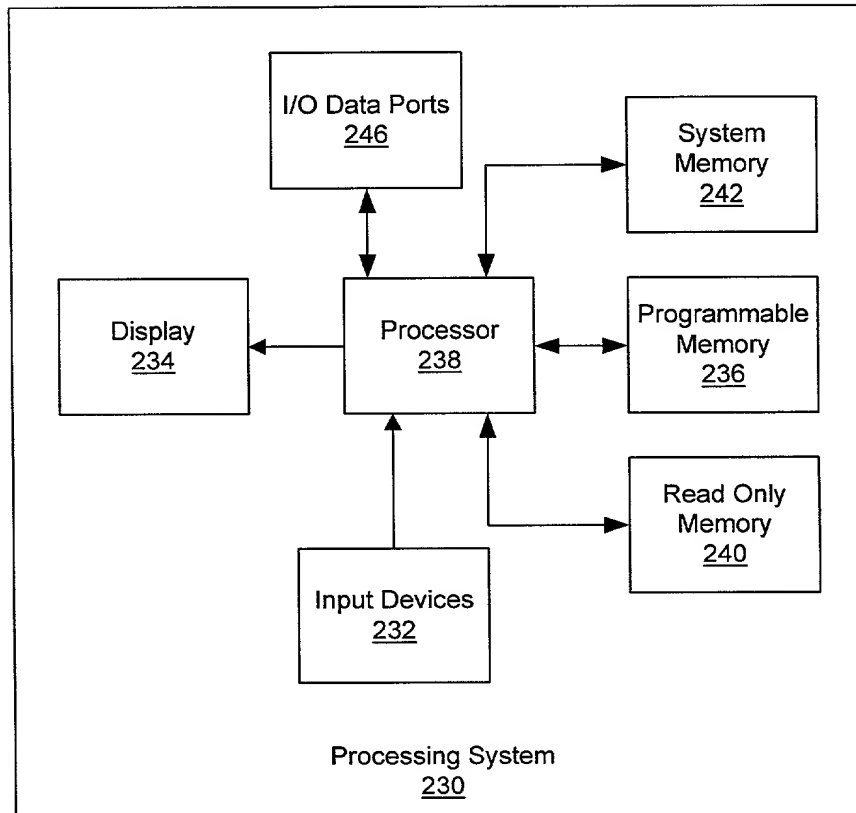 I/O Data Ports
246
System
Memory
242
Display
234
Processor
238
Programmable
Memory
236
Read Only
Memory
240
Input Devices
232
Processing System
230